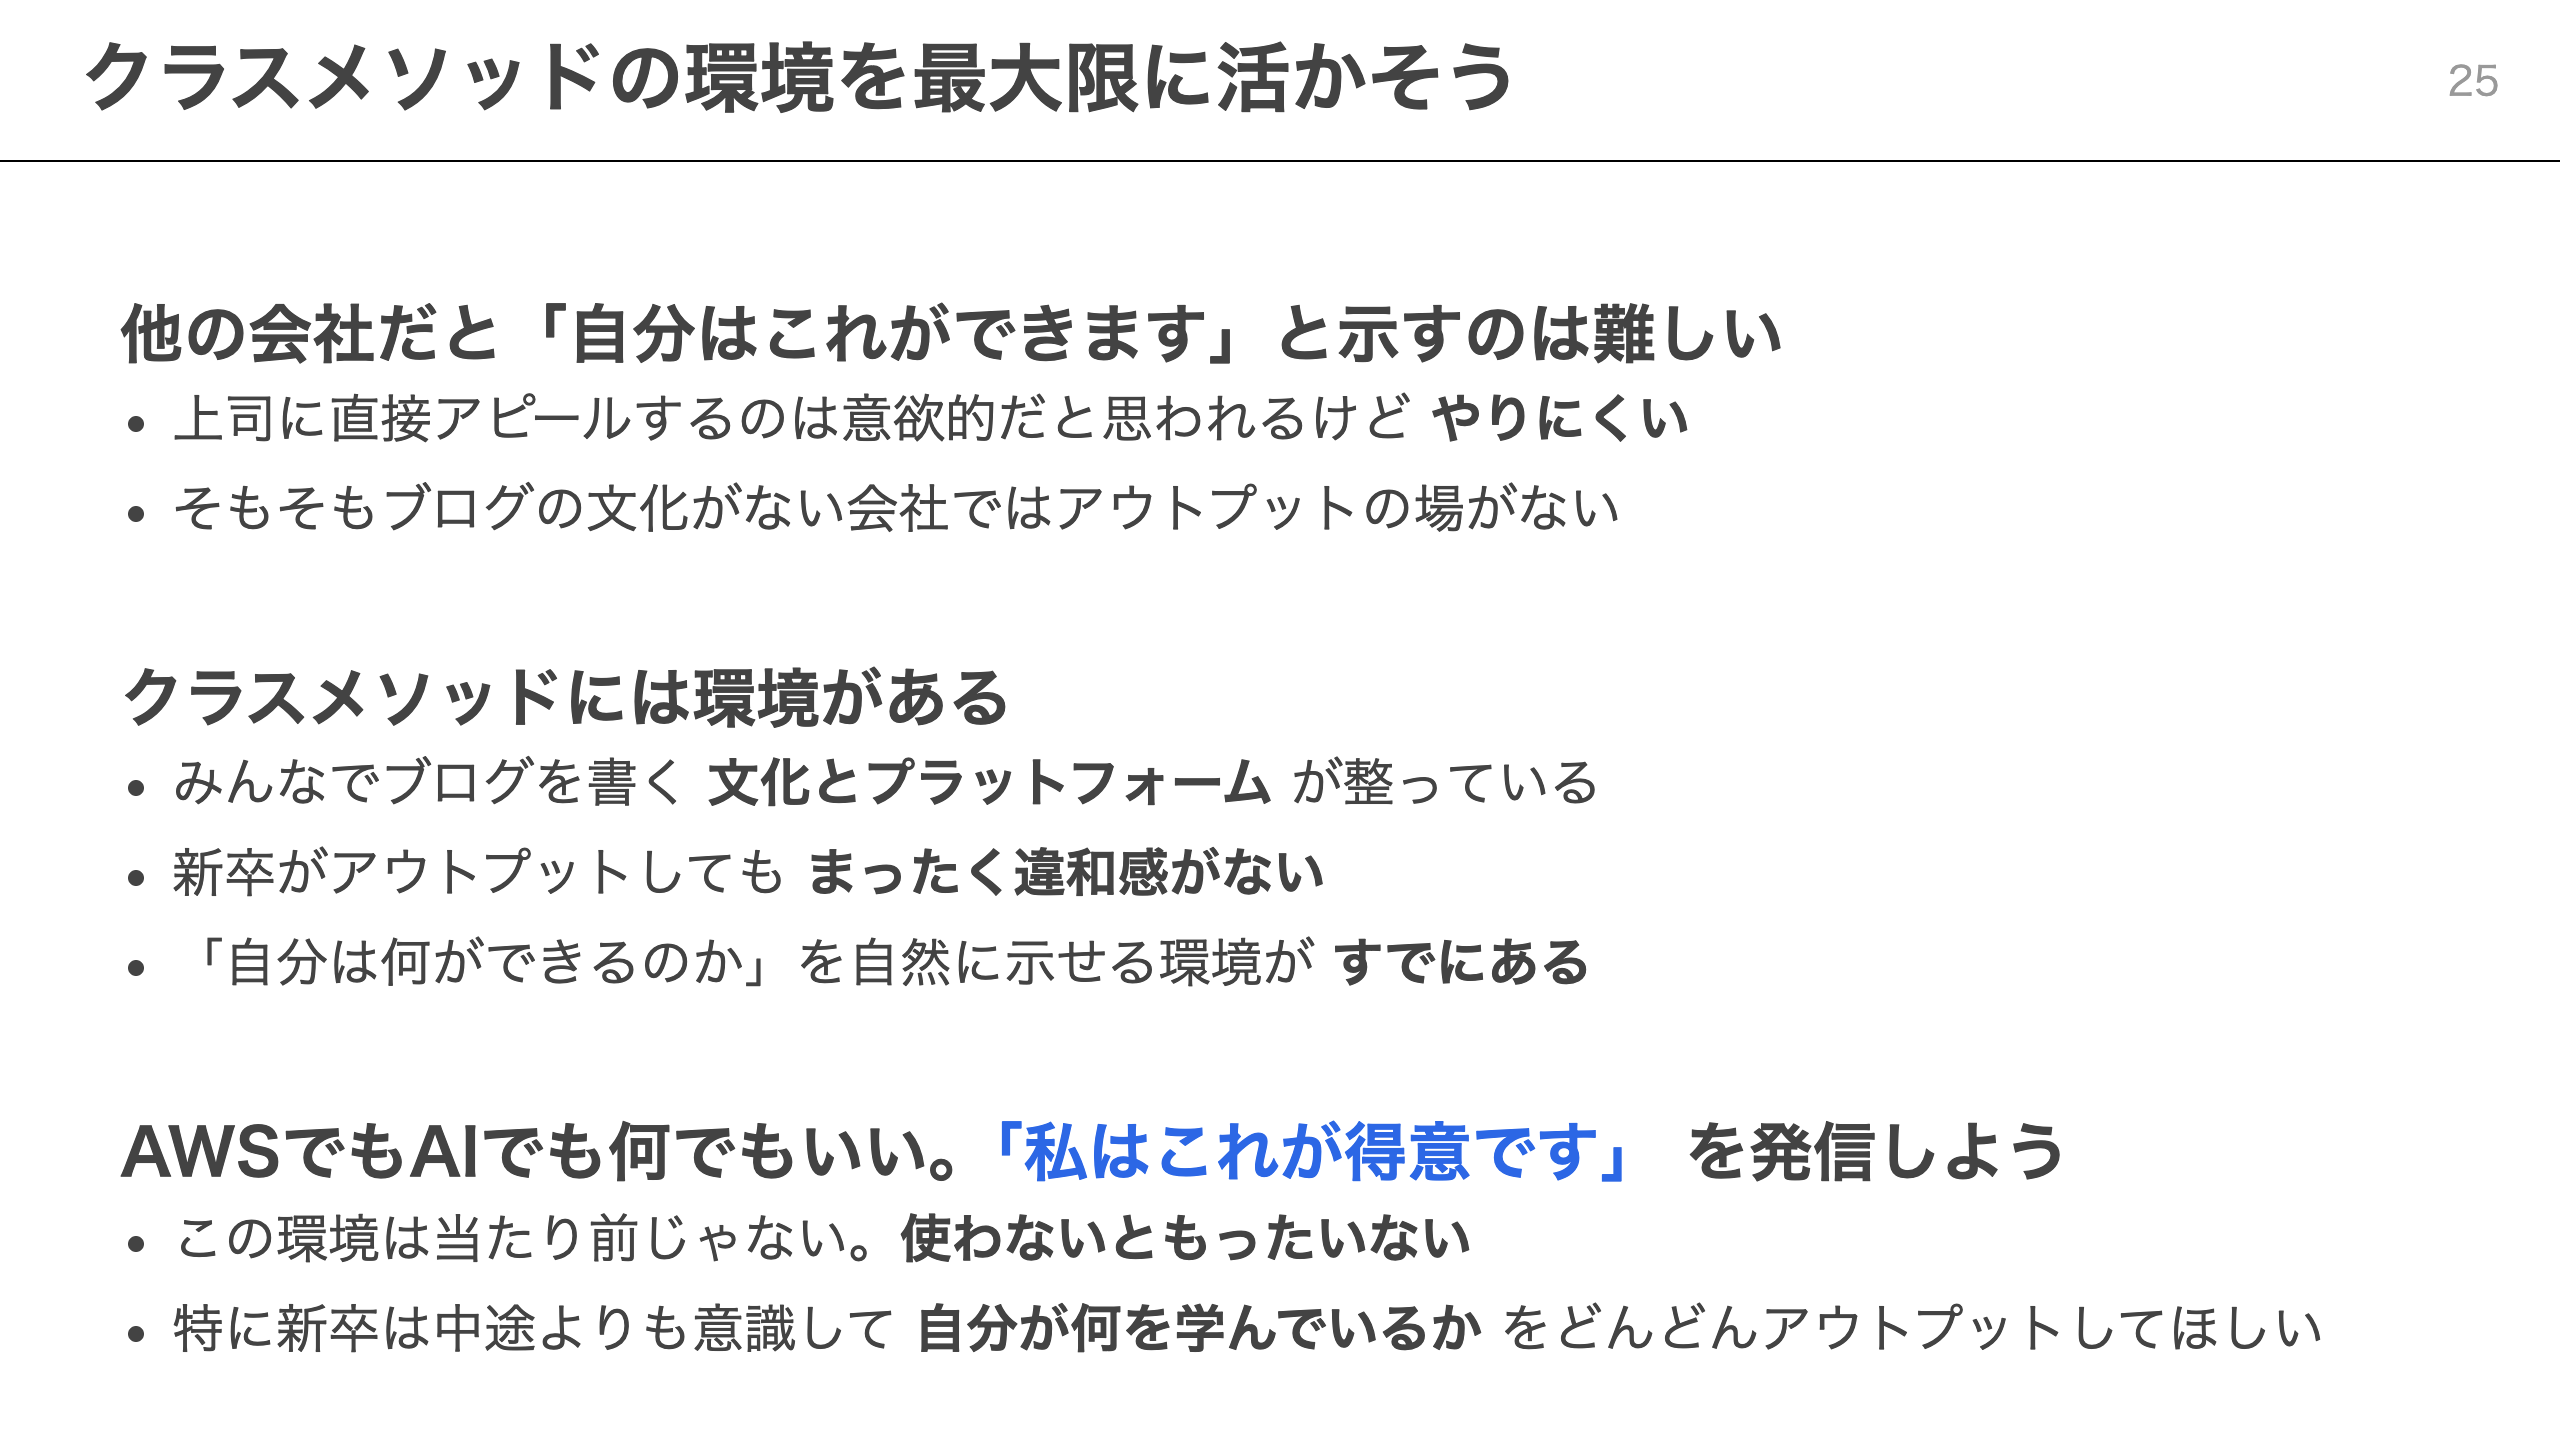 クラスメソッドの環境を最大限に活かそう
25
他の会社だと「自分はこれができます」と示すのは難しい
• 上司に直接アピールするのは意欲的だと思われるけど やりにくい
• そもそもブログの文化がない会社ではアウトプットの場がない
クラスメソッドには環境がある
• みんなでブログを書く 文化とプラットフォーム が整っている
• 新卒がアウトプットしても まったく違和感がない
• 「自分は何ができるのか」を自然に示せる環境が すでにある
AWSでもAIでも何でもいい。「私はこれが得意です」 を発信しよう
• この環境は当たり前じゃない。使わないともったいない
• 特に新卒は中途よりも意識して 自分が何を学んでいるか をどんどんアウトプットしてほしい